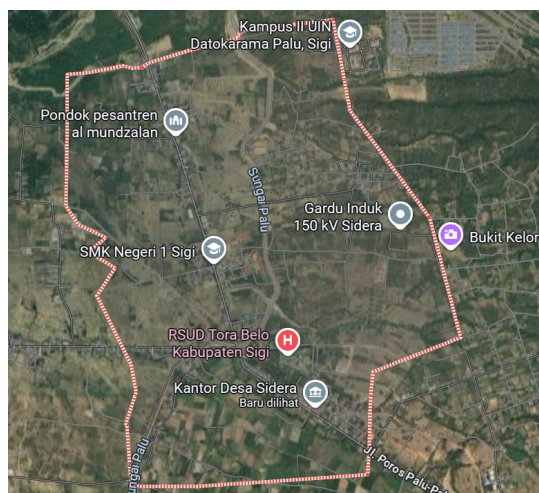 Kampus II UIN
Datokarama Palu, Sigi
Pondok pesantren
al mundzalan
Sungai Palu
Gardu Induk
150 kV Sidera
Bukit Kelor
SMK Negeri 1 Sigi
RSUD Tora Belo
Kabupaten Sigi
Kantor Desa Sidera
Baru dilihat
Sungai Palu
Jl. Poros Palu-Pal